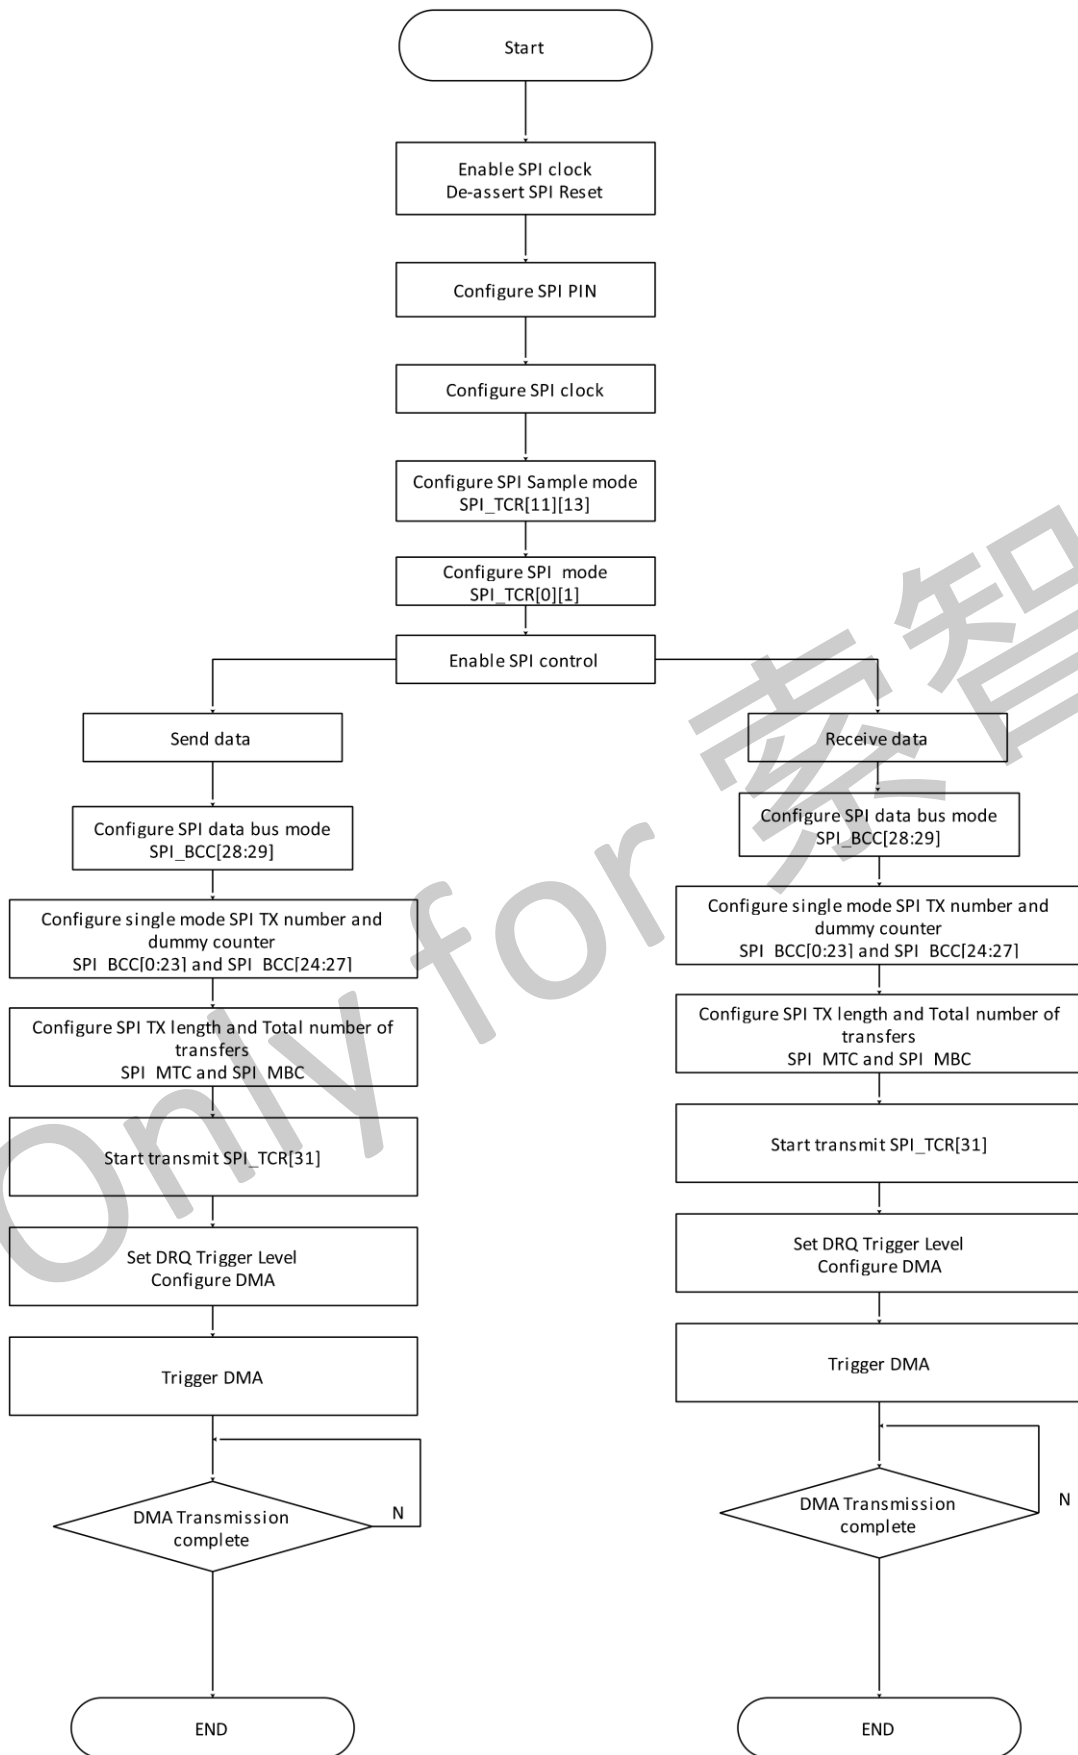 Start
Enable SPI clock
De-assert SPI Reset
Configure SPI PIN
Configure SPI clock
Configure SPI Sample mode
SPI_TCR[11][13]
Configure SPI mode
SPI_TCR[0][1]
Enable SPI control
Send data
Configure SPI data bus mode
SPI_BCC[28:29]
Configure single mode SPI TX number and
dummy counter
SPI_BCC[0:23] and SPI_BCC[24:27]
Configure SPI TX length and Total number of
transfers
SPI_MTC and SPI_MBC
Start transmit SPI_TCR[31]
Set DRQ Trigger Level
Configure DMA
Trigger DMA
DMA Transmission
complete
N
END
Receive data
Configure SPI data bus mode
SPI_BCC[28:29]
Configure single mode SPI TX number and
dummy counter
SPI_BCC[0:23] and SPI_BCC[24:27]
Configure SPI TX length and Total number of
transfers
SPI_MTC and SPI_MBC
Start transmit SPI_TCR[31]
Set DRQ Trigger Level
Configure DMA
Trigger DMA
DMA Transmission
complete
N
END
Only for 索智